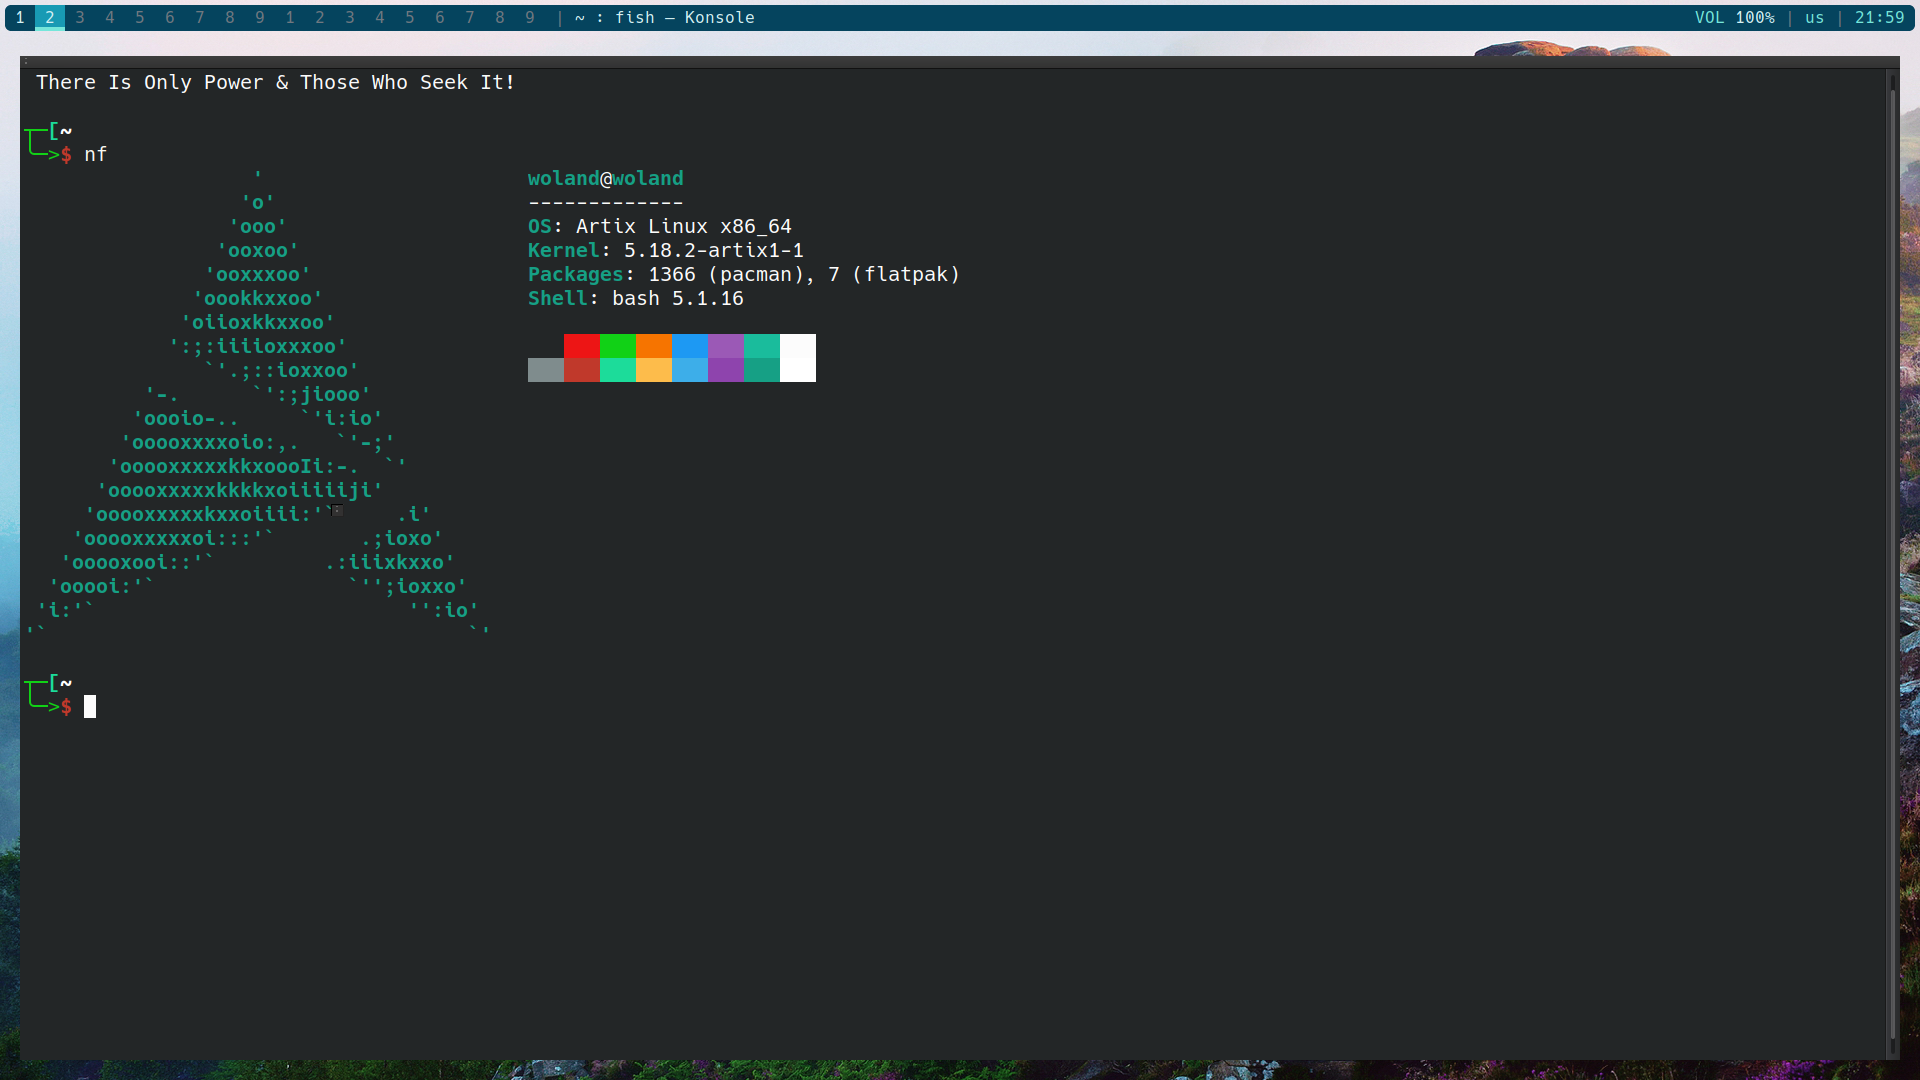 1 2 3 4 5 6 7 8 9 1 2 3 4 5 6 7 8 9 | ~ : fish — Konsole VOL 100% | us | 21:59
There Is Only Power & Those Who Seek It!
[~
>$ nf
' woland@woland
'o' -------------
'ooo' OS: Artix Linux x86_64
'ooxoo' Kernel: 5.18.2-artix1-1
'ooxxxoo' Packages: 1366 (pacman), 7 (flatpak)
'oookkxxoo' Shell: bash 5.1.16
'oiioxkkxxoo'
':;:iiiioxxxoo'
`'.;::ioxxoo'
'-. `':;jiooo'
'oooio-.. `'i:io'
'ooooxxxxoio:,. `'-;'
'ooooxxxxxkkxoooIi:-. `'
'ooooxxxxxkkkkxoiiiiiji'
'ooooxxxxxkxxoiiii:'` .i'
'ooooxxxxxoi:::'` .;ioxo'
'ooooxooi::'` .:iiixkxxo'
'ooooi:'` `'';ioxxo'
'i:'` '':io'
'` `'
[~
>$